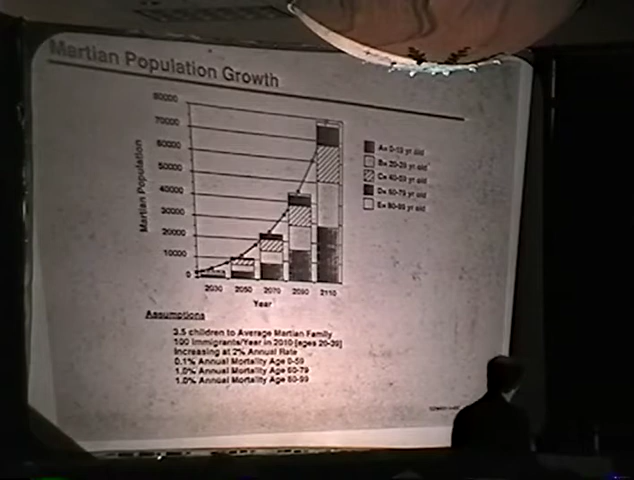 Martian Population Growth
80000
70000
60000
50000
40000
30000
20000
10000
0
Martian Population
2030 2050 2070 2090 2110
Year
A= 0-19 yr old
B= 20-39 yr old
C= 40-59 yr old
D= 60-79 yr old
E= 80-99 yr old
Assumptions
3.5 children to Average Martian Family
100 Immigrants/Year in 2010 [ages 20-39]
Increasing at 2% Annual Rate
0.1% Annual Mortality Age 0-59
1.0% Annual Mortality Age 60-79
1.0% Annual Mortality Age 80-99